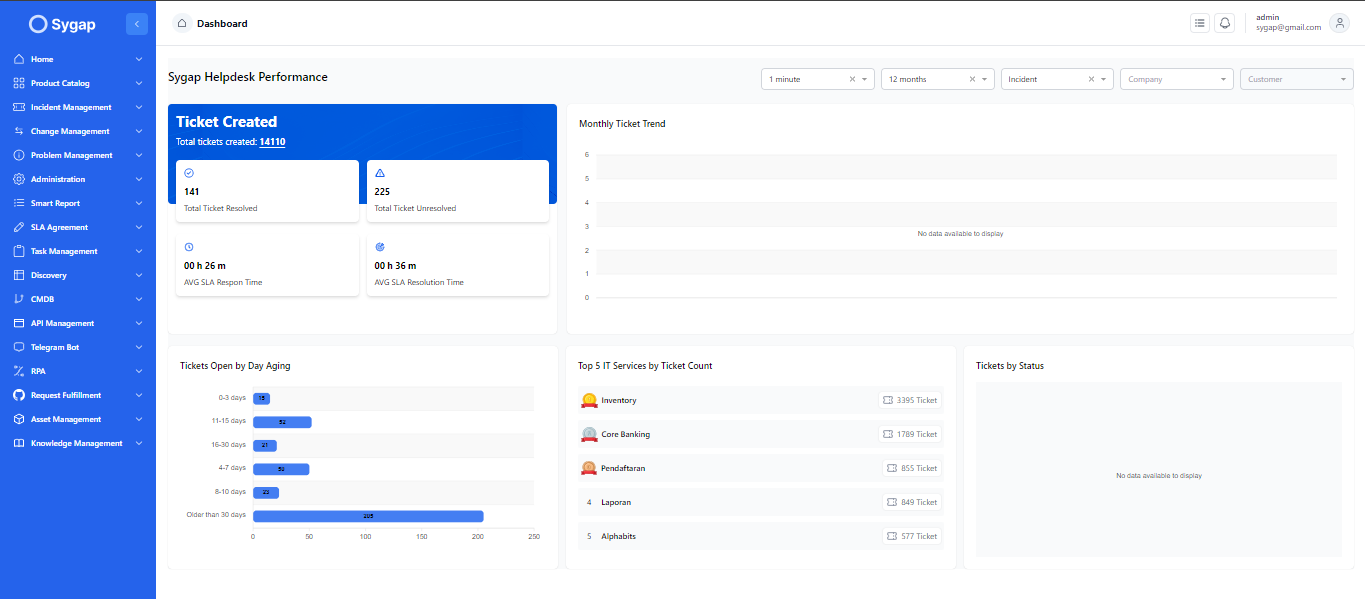 Sygap
Dashboard
admin
sygap@gmail.com
Home
Product Catalog
Incident Management
Change Management
Problem Management
Administration
Smart Report
SLA Agreement
Task Management
Discovery
CMDB
API Management
Telegram Bot
RPA
Request Fulfillment
Asset Management
Knowledge Management
Sygap Helpdesk Performance
1 minute
12 months
Incident
Company
Customer
Ticket Created
Total tickets created: 14110
141
Total Ticket Resolved
225
Total Ticket Unresolved
00 h 26 m
AVG SLA Respon Time
00 h 36 m
AVG SLA Resolution Time
Monthly Ticket Trend
6
5
4
3
2
1
0
No data available to display
Tickets Open by Day Aging
0-3 days 15
11-15 days 52
16-30 days 21
4-7 days 50
8-10 days 23
Older than 30 days 205
0 50 100 150 200 250
Top 5 IT Services by Ticket Count
Inventory 3395 Ticket
Core Banking 1789 Ticket
Pendaftaran 855 Ticket
4 Laporan 849 Ticket
5 Alphabits 577 Ticket
Tickets by Status
No data available to display